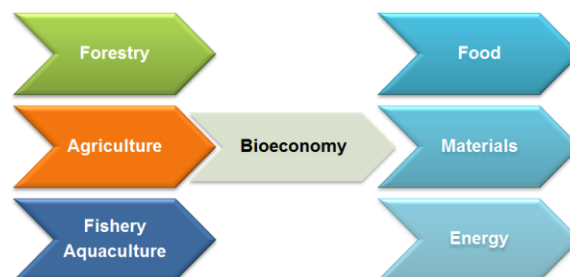 Forestry
Food
Agriculture
Bioeconomy
Materials
Fishery
Aquaculture
Energy